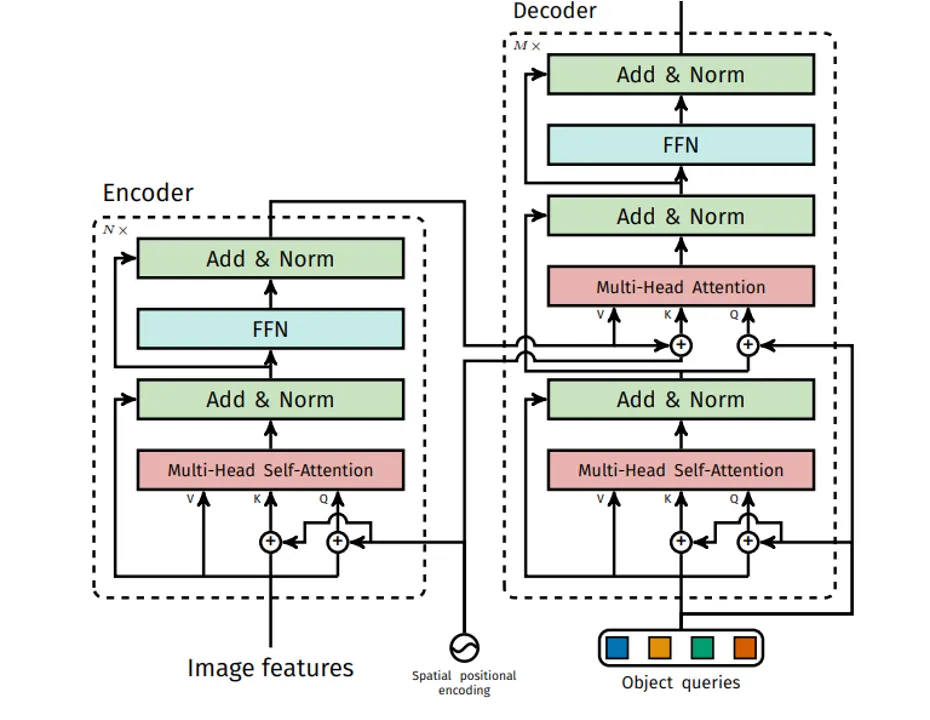 Decoder
M ×
Add & Norm
FFN
Add & Norm
Multi-Head Attention
V K Q
+ +
Add & Norm
Multi-Head Self-Attention
V K Q
+ +
Object queries
Encoder
N ×
Add & Norm
FFN
Add & Norm
Multi-Head Self-Attention
V K Q
+ +
Image features
Spatial positional
encoding